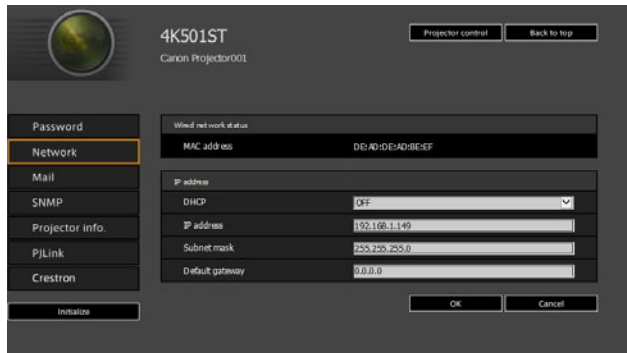 4K501ST
Projector control
Back to top
Canon Projector001
Password
Network
Mail
SNMP
Projector info.
PJLink
Crestron
Initialize
Wired network status
MAC address DE:AD:DE:AD:BE:EF
IP address
DHCP OFF
IP address 192.168.1.149
Subnet mask 255.255.255.0
Default gateway 0.0.0.0
OK
Cancel